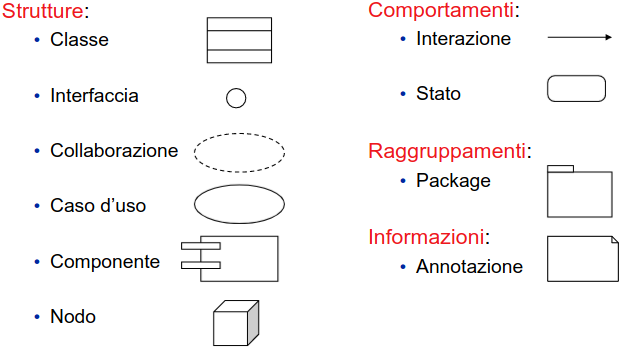 Strutture:
• Classe
• Interfaccia
• Collaborazione
• Caso d'uso
• Componente
• Nodo
Comportamenti:
• Interazione
• Stato
Raggruppamenti:
• Package
Informazioni:
• Annotazione